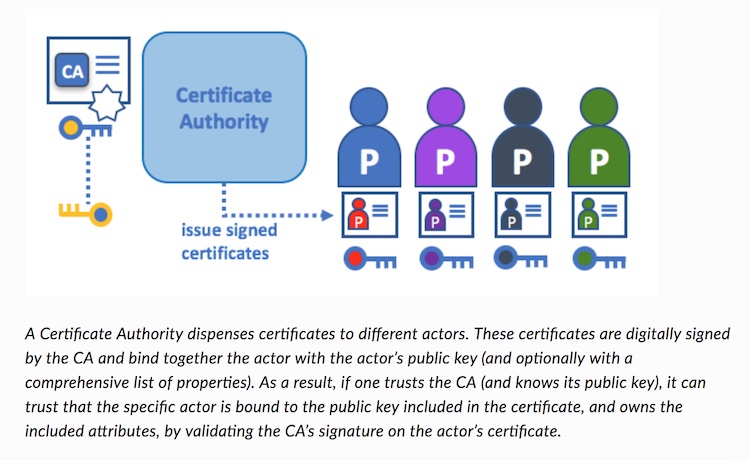 CA
Certificate
Authority
P
P
P
P
issue signed
certificates
P
P
P
P
A Certificate Authority dispenses certificates to different actors. These certificates are digitally signed
by the CA and bind together the actor with the actor’s public key (and optionally with a
comprehensive list of properties). As a result, if one trusts the CA (and knows its public key), it can
trust that the specific actor is bound to the public key included in the certificate, and owns the
included attributes, by validating the CA’s signature on the actor’s certificate.